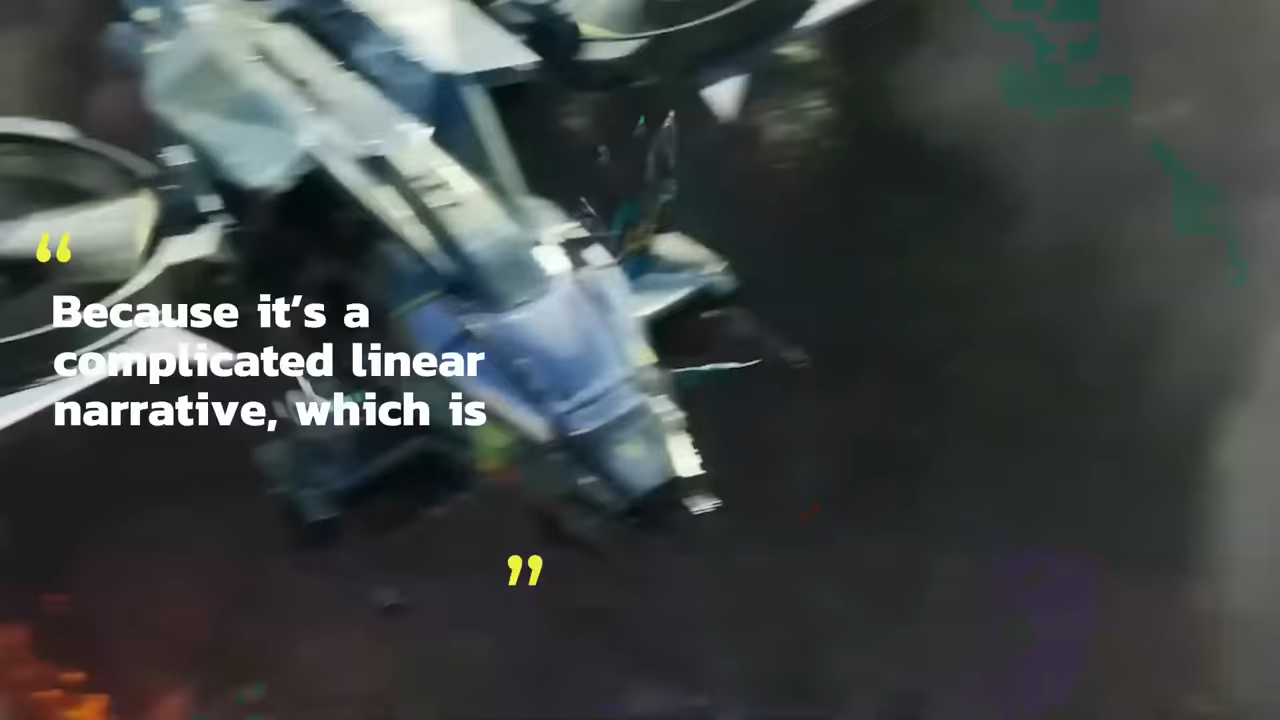 “
Because it’s a
complicated linear
narrative, which is
”